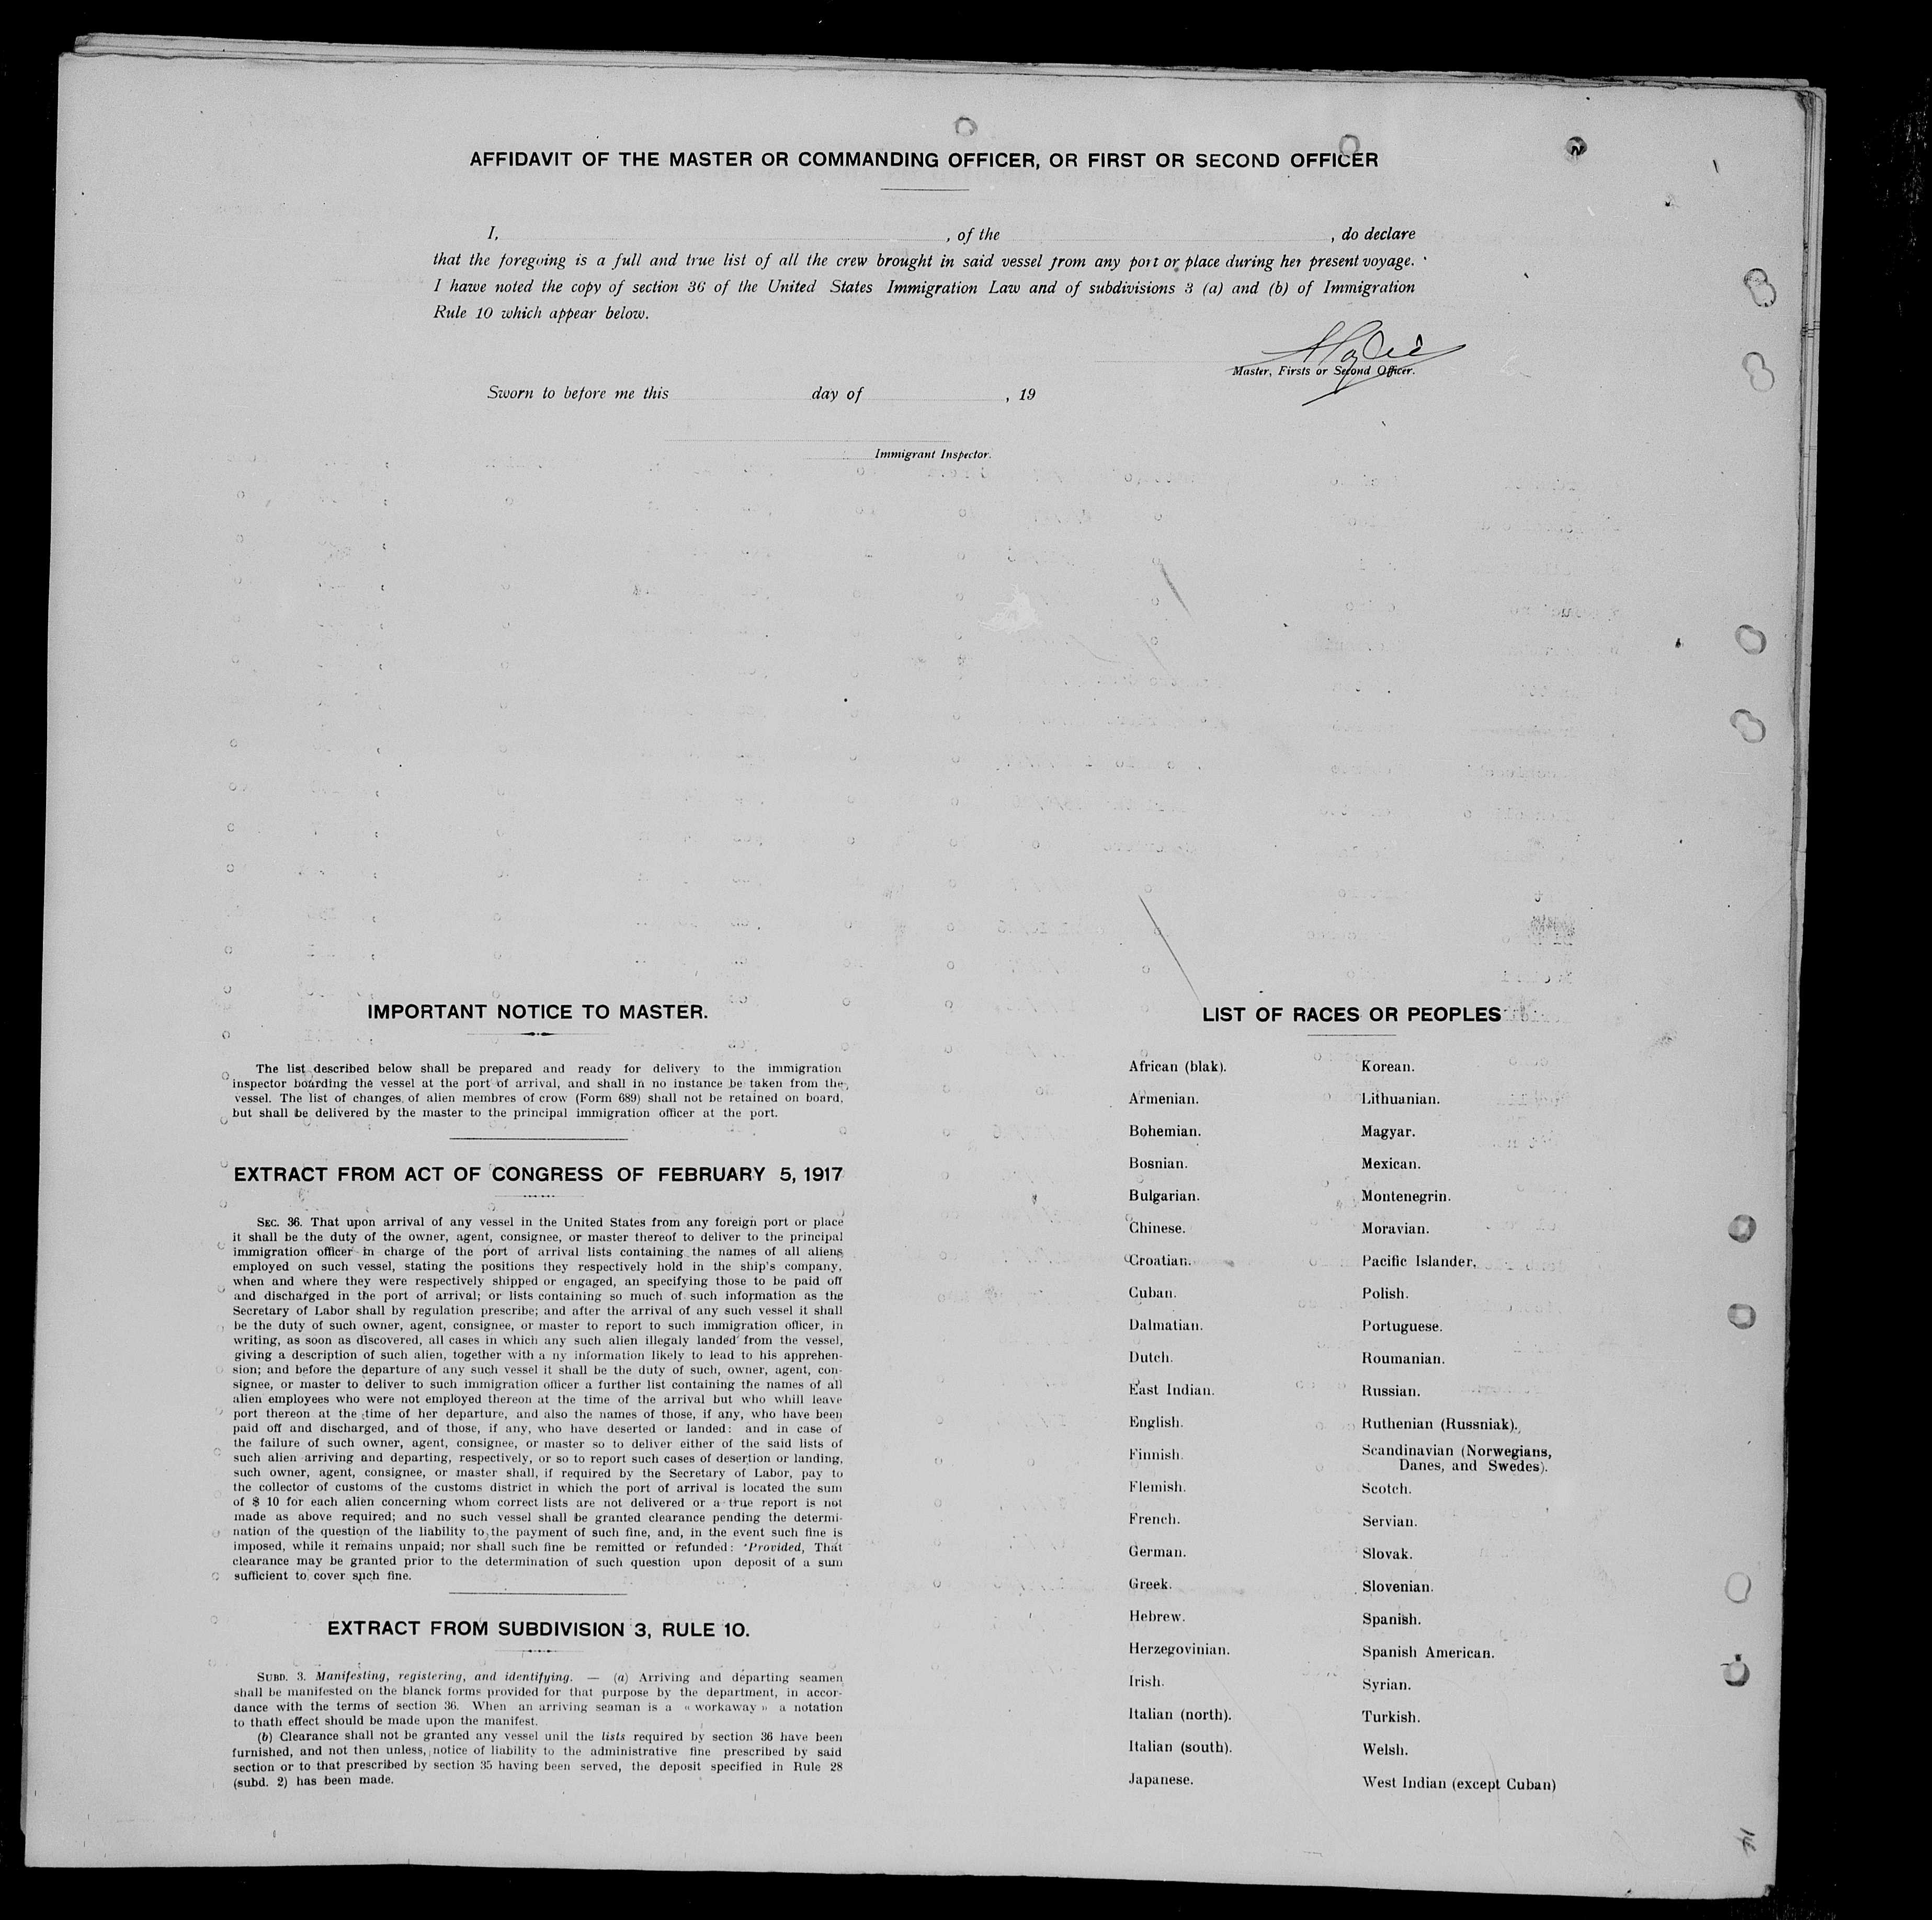 AFFIDAVIT OF THE MASTER OR COMMANDING OFFICER, OR FIRST OR SECOND OFFICER
I, , of the , do declare
that the foregoing is a full and true list of all the crew brought in said vessel from any port or place during her present voyage.
I hawe noted the copy of section 36 of the United States Immigration Law and of subdivisions 3 (a) and (b) of Immigration
Rule 10 which appear below.
Master, Firsts or Second Officer.
Sworn to before me this day of , 19
Immigrant Inspector.
IMPORTANT NOTICE TO MASTER.
The list described below shall be prepared and ready for delivery to the immigration
inspector boarding the vessel at the port of arrival, and shall in no instance be taken from the
vessel. The list of changes of alien membres of crow (Form 689) shall not be retained on board,
but shall be delivered by the master to the principal immigration officer at the port.
EXTRACT FROM ACT OF CONGRESS OF FEBRUARY 5, 1917
SEC. 36. That upon arrival of any vessel in the United States from any foreign port or place
it shall be the duty of the owner, agent, consignee, or master thereof to deliver to the principal
immigration officer in charge of the port of arrival lists containing the names of all aliens
employed on such vessel, stating the positions they respectively hold in the ship's company,
when and where they were respectively shipped or engaged, an specifying those to be paid off
and discharged in the port of arrival; or lists containing so much of such information as the
Secretary of Labor shall by regulation prescribe; and after the arrival of any such vessel it shall
be the duty of such owner, agent, consignee, or master to report to such immigration officer, in
writing, as soon as discovered, all cases in which any such alien illegaly landed from the vessel,
giving a description of such alien, together with a ny information likely to lead to his apprehen-
sion; and before the departure of any such vessel it shall be the duty of such, owner, agent, con-
signee, or master to deliver to such immigration officer a further list containing the names of all
alien employees who were not employed thereon at the time of the arrival but who whill leave
port thereon at the time of her departure, and also the names of those, if any, who have been
paid off and discharged, and of those, if any, who have deserted or landed: and in case of
the failure of such owner, agent, consignee, or master so to deliver either of the said lists of
such alien arriving and departing, respectively, or so to report such cases of desertion or landing,
such owner, agent, consignee, or master shall, if required by the Secretary of Labor, pay to
the collector of customs of the customs district in which the port of arrival is located the sum
of $ 10 for each alien concerning whom correct lists are not delivered or a true report is not
made as above required; and no such vessel shall be granted clearance pending the determi-
nation of the question of the liability to the payment of such fine, and, in the event such fine is
imposed, while it remains unpaid; nor shall such fine be remitted or refunded: Provided, That
clearance may be granted prior to the determination of such question upon deposit of a sum
sufficient to cover such fine.
EXTRACT FROM SUBDIVISION 3, RULE 10.
SUBD. 3. Manifesting, registering, and identifying. — (a) Arriving and departing seamen
shall be manifested on the blanck forms provided for that purpose by the department, in accor-
dance with the terms of section 36. When an arriving seaman is a « workaway » a notation
to thath effect should be made upon the manifest.
(b) Clearance shall not be granted any vessel unil the lists required by section 36 have been
furnished, and not then unless, notice of liability to the administrative fine prescribed by said
section or to that prescribed by section 35 having been served, the deposit specified in Rule 28
(subd. 2) has been made.
LIST OF RACES OR PEOPLES
African (blak).
Armenian.
Bohemian.
Bosnian.
Bulgarian.
Chinese.
Croatian.
Cuban.
Dalmatian.
Dutch.
East Indian.
English.
Finnish.
Flemish.
French.
German.
Greek.
Hebrew.
Herzegovinian.
Irish.
Italian (north).
Italian (south).
Japanese.
Korean.
Lithuanian.
Magyar.
Mexican.
Montenegrin.
Moravian.
Pacific Islander.
Polish.
Portuguese.
Roumanian.
Russian.
Ruthenian (Russniak).
Scandinavian (Norwegians,
Danes, and Swedes).
Scotch.
Servian.
Slovak.
Slovenian.
Spanish.
Spanish American.
Syrian.
Turkish.
Welsh.
West Indian (except Cuban)